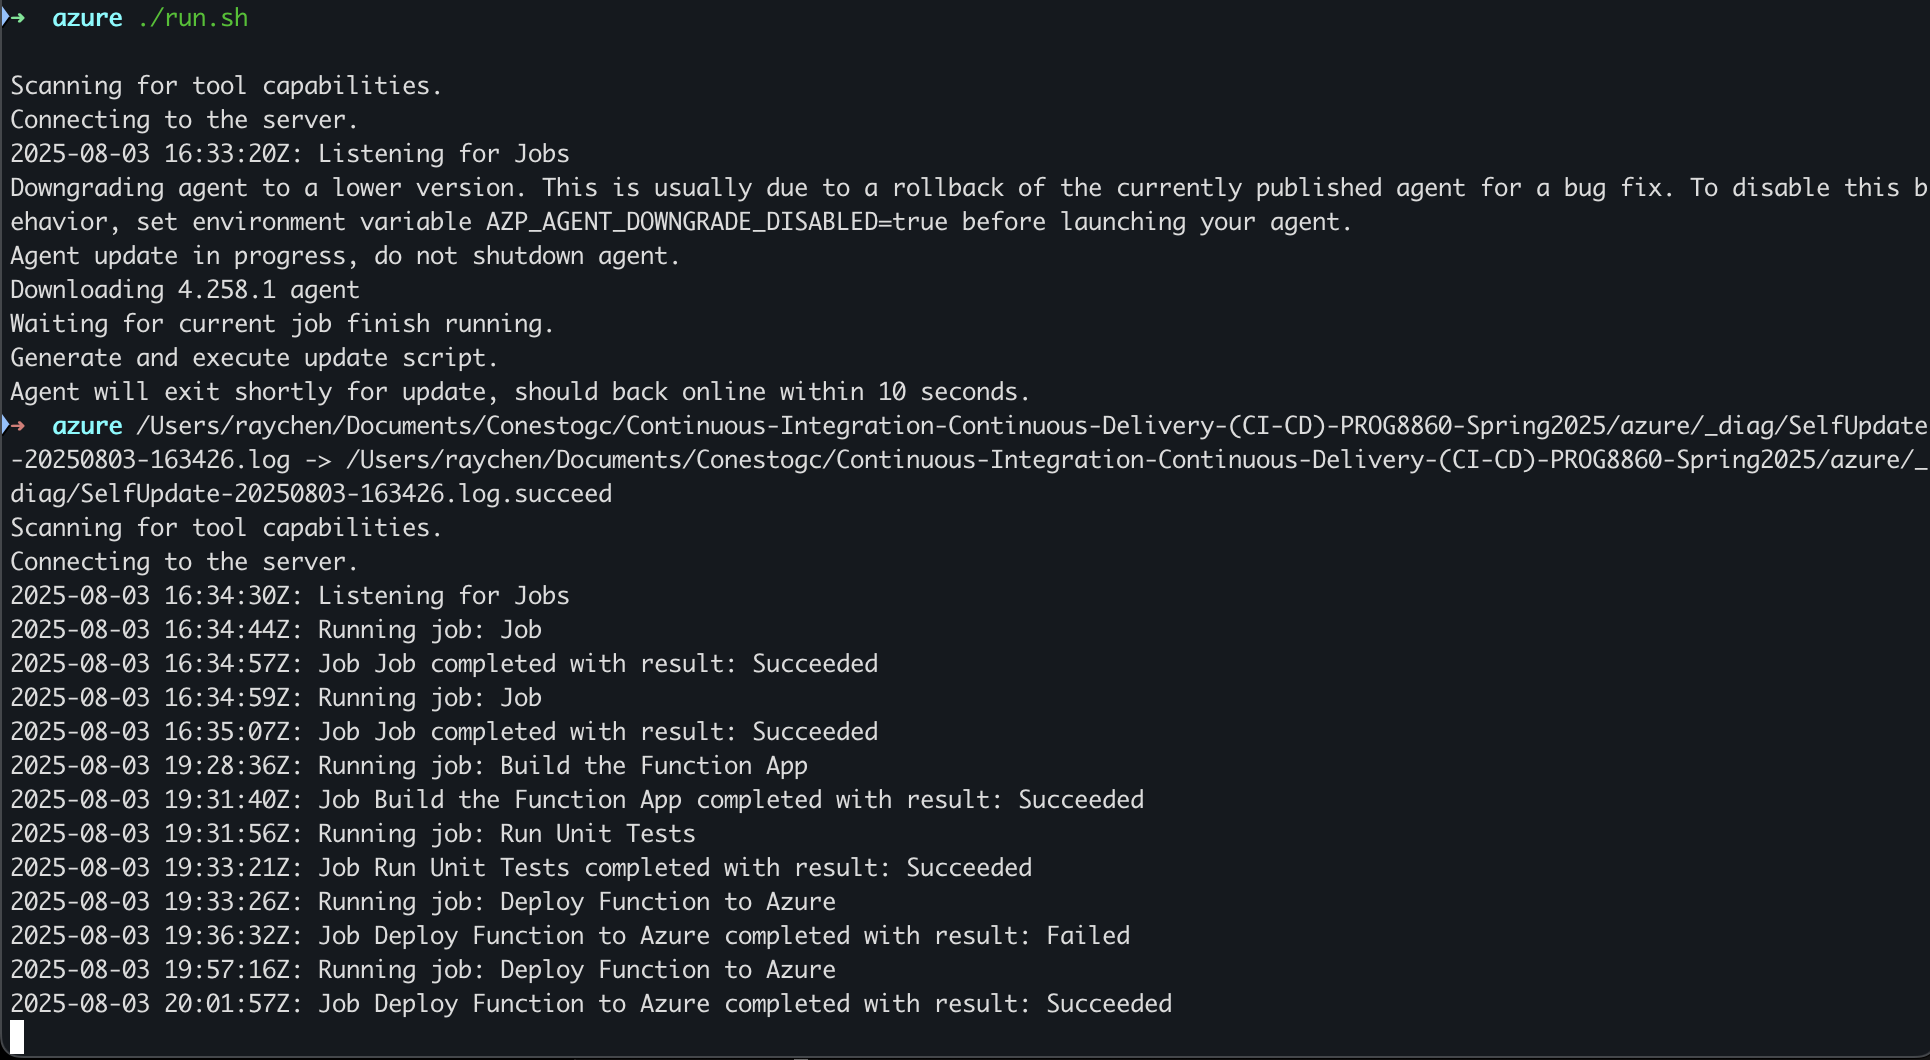 ➜  azure ./run.sh

Scanning for tool capabilities.
Connecting to the server.
2025-08-03 16:33:20Z: Listening for Jobs
Downgrading agent to a lower version. This is usually due to a rollback of the currently published agent for a bug fix. To disable this b
ehavior, set environment variable AZP_AGENT_DOWNGRADE_DISABLED=true before launching your agent.
Agent update in progress, do not shutdown agent.
Downloading 4.258.1 agent
Waiting for current job finish running.
Generate and execute update script.
Agent will exit shortly for update, should back online within 10 seconds.
➜  azure /Users/raychen/Documents/Conestogc/Continuous-Integration-Continuous-Delivery-(CI-CD)-PROG8860-Spring2025/azure/_diag/SelfUpdate
-20250803-163426.log -> /Users/raychen/Documents/Conestogc/Continuous-Integration-Continuous-Delivery-(CI-CD)-PROG8860-Spring2025/azure/_
diag/SelfUpdate-20250803-163426.log.succeed
Scanning for tool capabilities.
Connecting to the server.
2025-08-03 16:34:30Z: Listening for Jobs
2025-08-03 16:34:44Z: Running job: Job
2025-08-03 16:34:57Z: Job Job completed with result: Succeeded
2025-08-03 16:34:59Z: Running job: Job
2025-08-03 16:35:07Z: Job Job completed with result: Succeeded
2025-08-03 19:28:36Z: Running job: Build the Function App
2025-08-03 19:31:40Z: Job Build the Function App completed with result: Succeeded
2025-08-03 19:31:56Z: Running job: Run Unit Tests
2025-08-03 19:33:21Z: Job Run Unit Tests completed with result: Succeeded
2025-08-03 19:33:26Z: Running job: Deploy Function to Azure
2025-08-03 19:36:32Z: Job Deploy Function to Azure completed with result: Failed
2025-08-03 19:57:16Z: Running job: Deploy Function to Azure
2025-08-03 20:01:57Z: Job Deploy Function to Azure completed with result: Succeeded